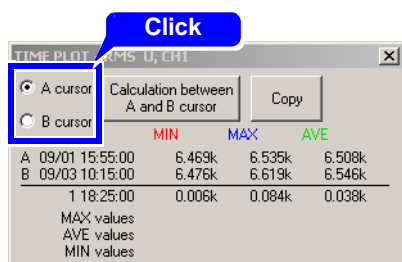 Click
TIME PLOT RMS U, CH1
A cursor
B cursor
Calculation between
A and B cursor
Copy
MIN MAX AVE
A 09/01 15:55:00 6.469k 6.535k 6.508k
B 09/03 10:15:00 6.476k 6.619k 6.546k
1 18:25:00 0.006k 0.084k 0.038k
MAX values
AVE values
MIN values